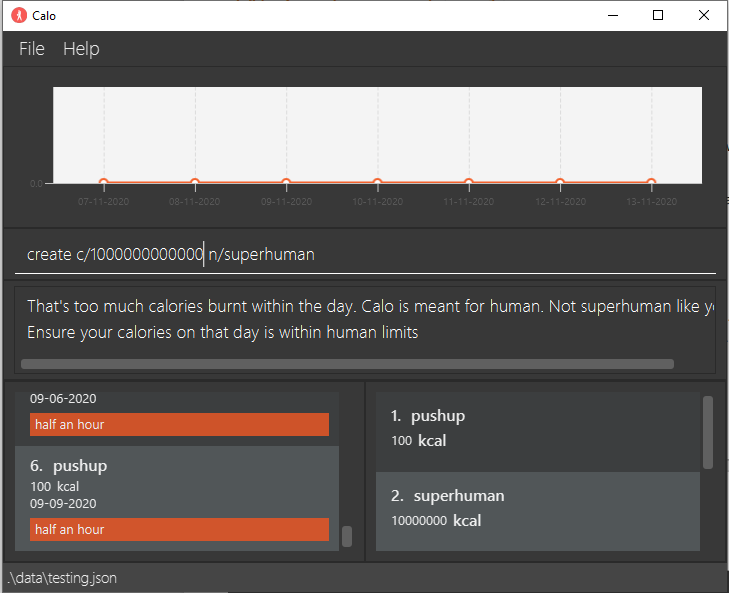 Calo
File Help
0.0
07-11-2020 08-11-2020 09-11-2020 10-11-2020 11-11-2020 12-11-2020 13-11-2020
create c/1000000000000 n/superhuman
That's too much calories burnt within the day. Calo is meant for human. Not superhuman like
Ensure your calories on that day is within human limits
09-06-2020
half an hour
6. pushup
100 kcal
09-09-2020
half an hour
1. pushup
100 kcal
2. superhuman
10000000 kcal
.\data\testing.json